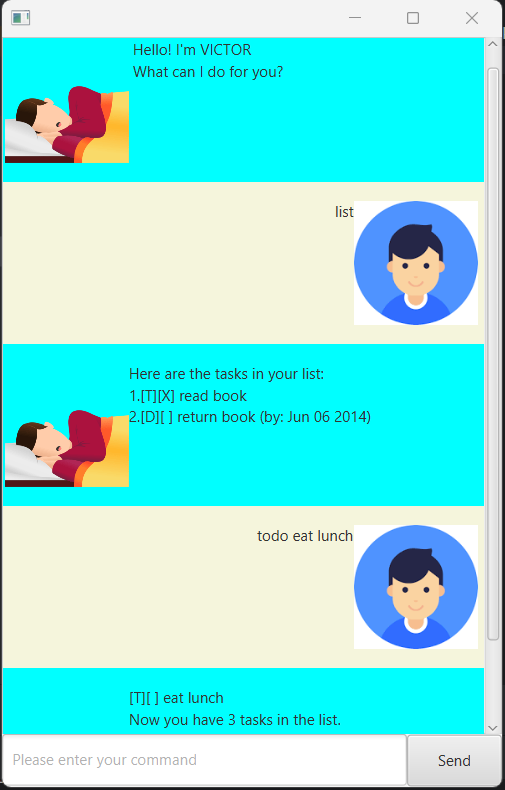 Hello! I'm VICTOR
What can I do for you?
list
Here are the tasks in your list:
1.[T][X] read book
2.[D][ ] return book (by: Jun 06 2014)
todo eat lunch
[T][ ] eat lunch
Now you have 3 tasks in the list.
Please enter your command
Send